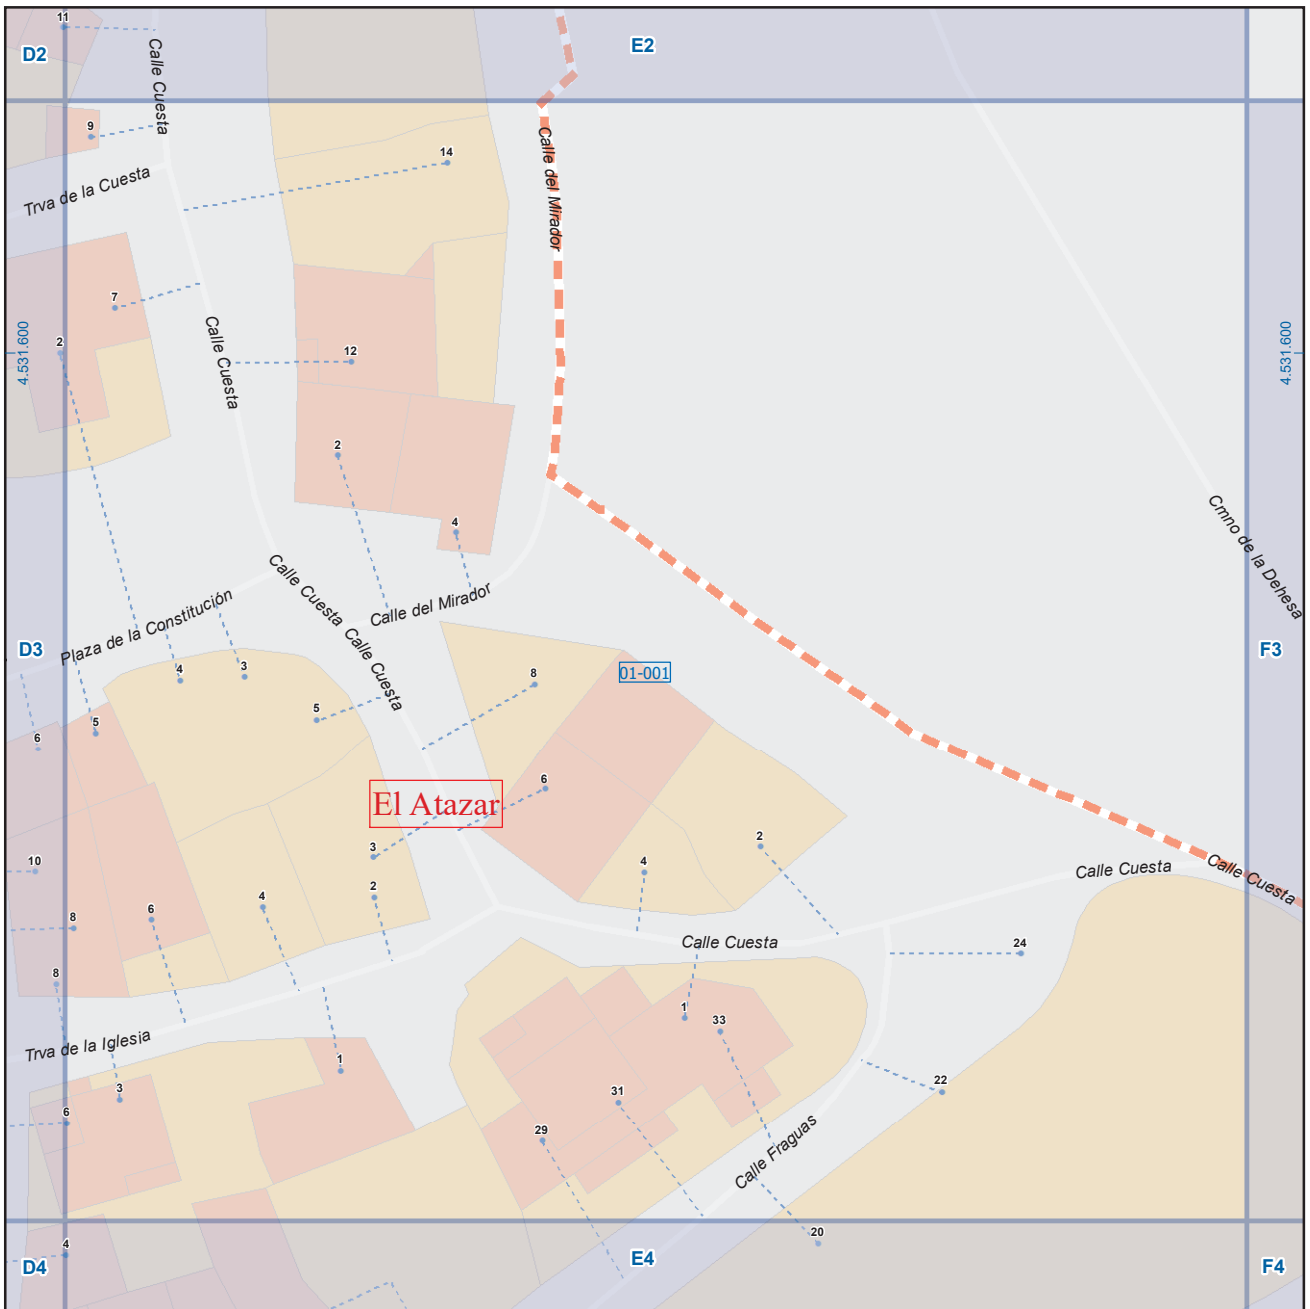 11
D2
E2
Calle Cuesta
9
Calle del Mirador
14
Trva de la Cuesta
7
2
4.531.600
Calle Cuesta
12
4.531.600
2
4
Cmno de la Dehesa
Calle Cuesta
Plaza de la Constitución
Calle del Mirador
D3
F3
Calle Cuesta
4
3
8
01-001
5
5
6
6
El Atazar
3
2
4
2
10
Calle Cuesta
Calle Cuesta
4
6
8
Calle Cuesta
24
8
1
33
Trva de la Iglesia
1
22
3
31
6
29
Calle Fraguas
20
4
D4
E4
F4